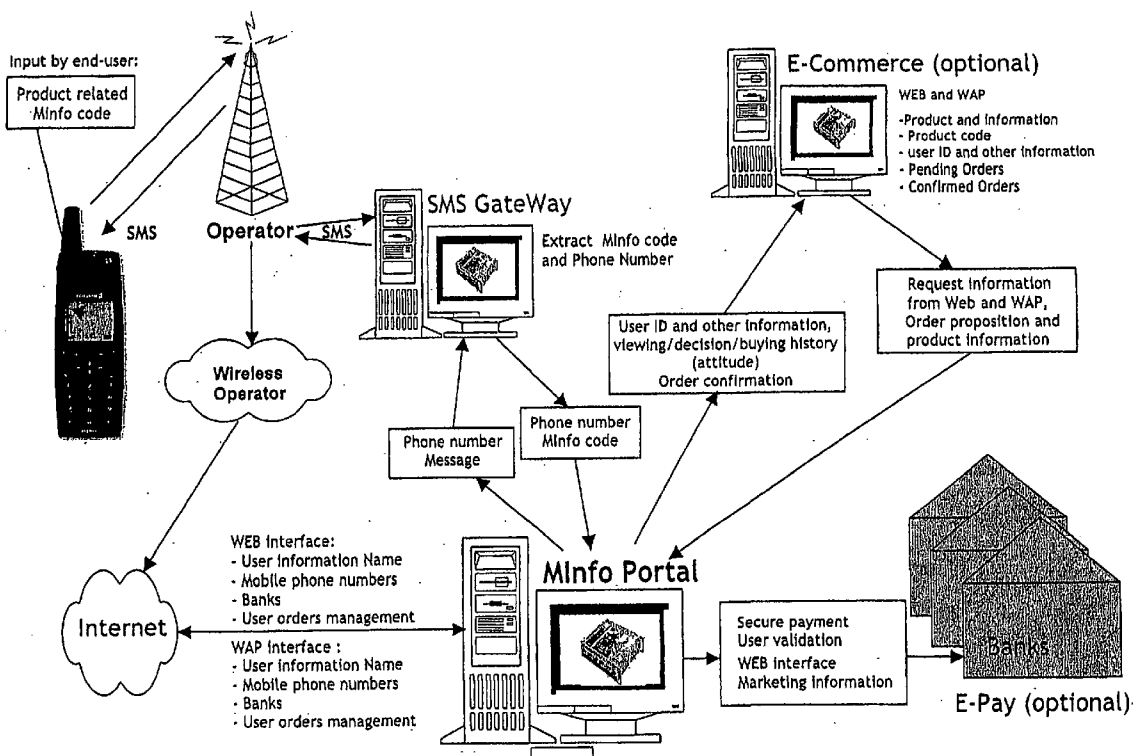 Input by end-user:
Product related
MInfo code
SMS
Operator
SMS
SMS GateWay
Extract MInfo code
and Phone Number
E-Commerce (optional)
WEB and WAP
-Product and information
- Product code
- user ID and other information
- Pending Orders
- Confirmed Orders
Request information
from Web and WAP,
Order proposition and
product information
User ID and other information,
viewing/decision/buying history
(attitude)
Order confirmation
Wireless
Operator
Phone number
Message
Phone number
MInfo code
Internet
WEB interface:
- User information Name
- Mobile phone numbers
- Banks
- User orders management
WAP interface :
- User information Name
- Mobile phone numbers
- Banks
- User orders management
MInfo Portal
Secure payment
User validation
WEB interface
Marketing information
Banks
E-Pay (optional)